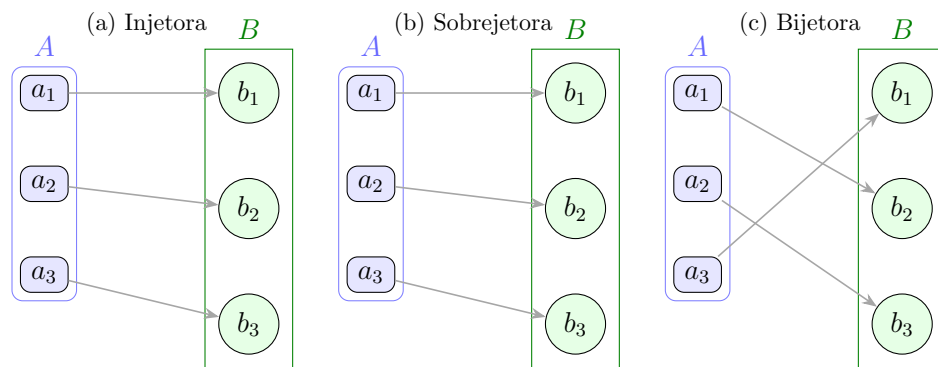 (a) Injetora
A
B
a₁
b₁
a₂
b₂
a₃
b₃
(b) Sobrejetora
A
B
a₁
b₁
a₂
b₂
a₃
b₃
(c) Bijetora
A
B
a₁
b₁
a₂
b₂
a₃
b₃